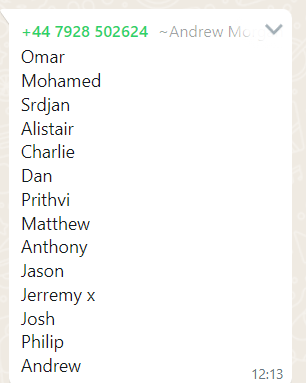 +44 7928 502624 ~Andrew
Omar
Mohamed
Srdjan
Alistair
Charlie
Dan
Prithvi
Matthew
Anthony
Jason
Jerremy x
Josh
Philip
Andrew
12:13